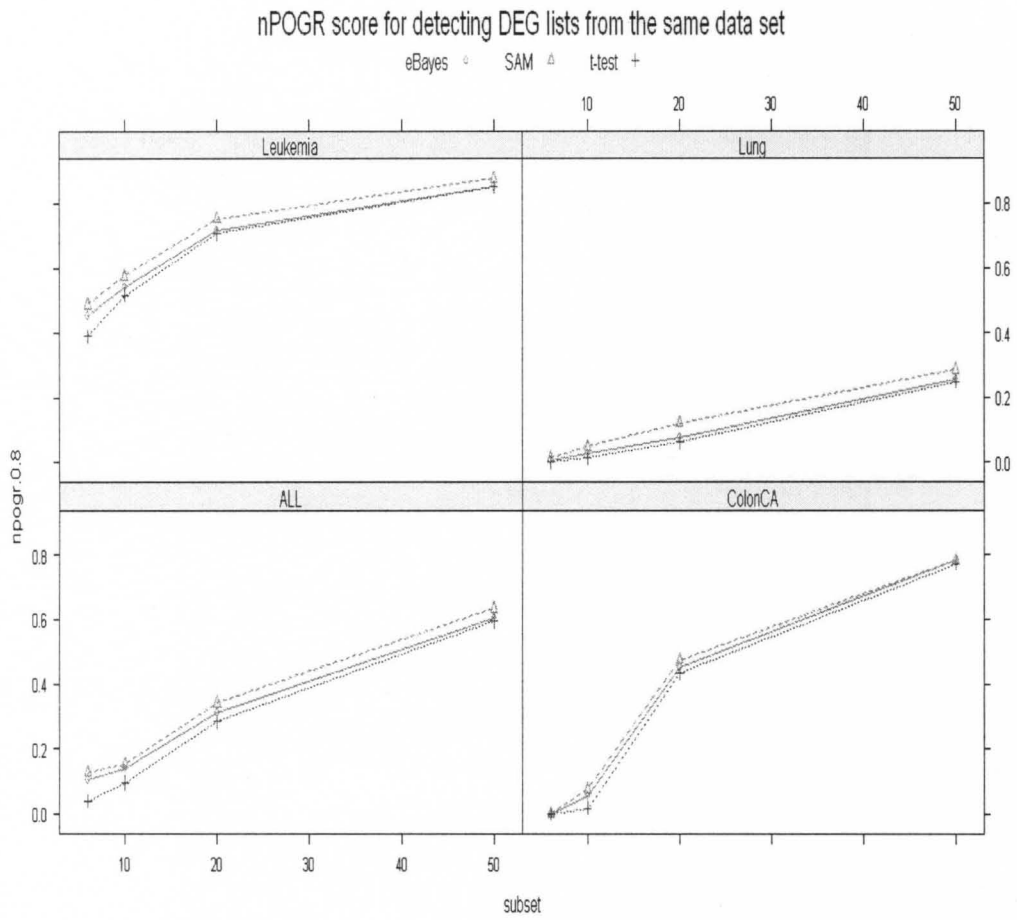 nPOGR score for detecting DEG lists from the same data set
eBayes SAM t-test
10 20 30 40 50
Leukemia
Lung
0.8
0.6
0.4
0.2
0.0
ALL
ColonCA
0.8
0.6
0.4
0.2
0.0
npogr.0.8
10 20 30 40 50
subset